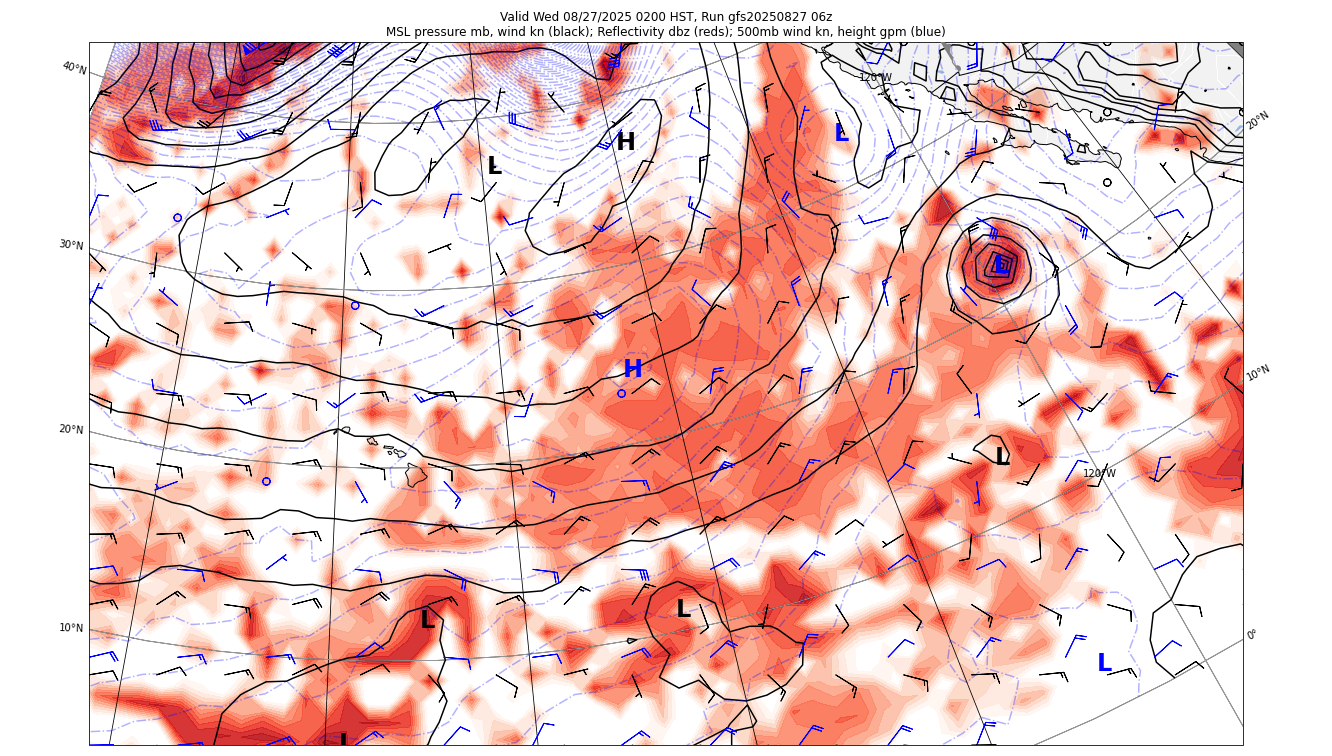 Valid Wed 08/27/2025 0200 HST, Run gfs20250827 06z
MSL pressure mb, wind kn (black); Reflectivity dbz (reds); 500mb wind kn, height gpm (blue)
40°N
120°W
20°N
L
H
L
30°N
L
H
10°N
20°N
L
120°W
10°N
L
L
0°
L
L